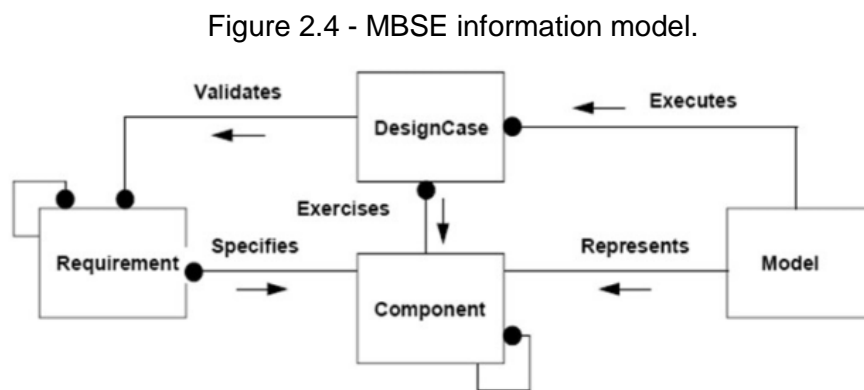 Figure 2.4 - MBSE information model.
Validates
Executes
DesignCase
Exercises
Specifies
Represents
Requirement
Model
Component